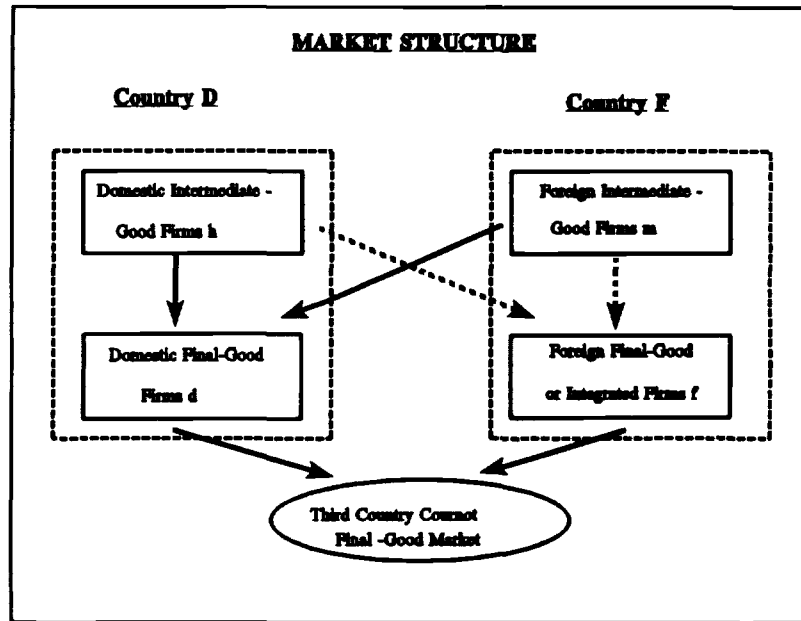 MARKET STRUCTURE
Country D
Country F
Domestic Intermediate -
Good Firms h
Foreign Intermediate -
Good Firms m
Domestic Final-Good
Firms d
Foreign Final-Good
or Integrated Firms f
Third Country Cournot
Final -Good Market